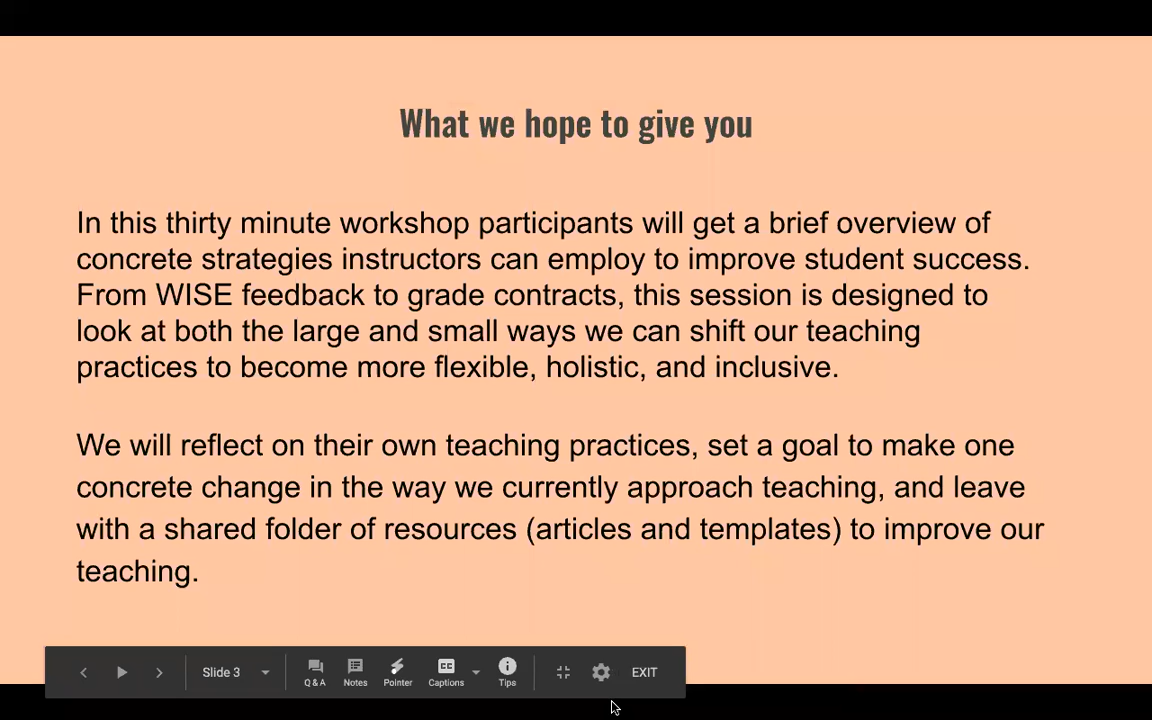 What we hope to give you
In this thirty minute workshop participants will get a brief overview of
concrete strategies instructors can employ to improve student success.
From WISE feedback to grade contracts, this session is designed to
look at both the large and small ways we can shift our teaching
practices to become more flexible, holistic, and inclusive.
We will reflect on their own teaching practices, set a goal to make one
concrete change in the way we currently approach teaching, and leave
with a shared folder of resources (articles and templates) to improve our
teaching.
Slide 3
Q & A
Notes
Pointer
CC
Captions
Tips
EXIT